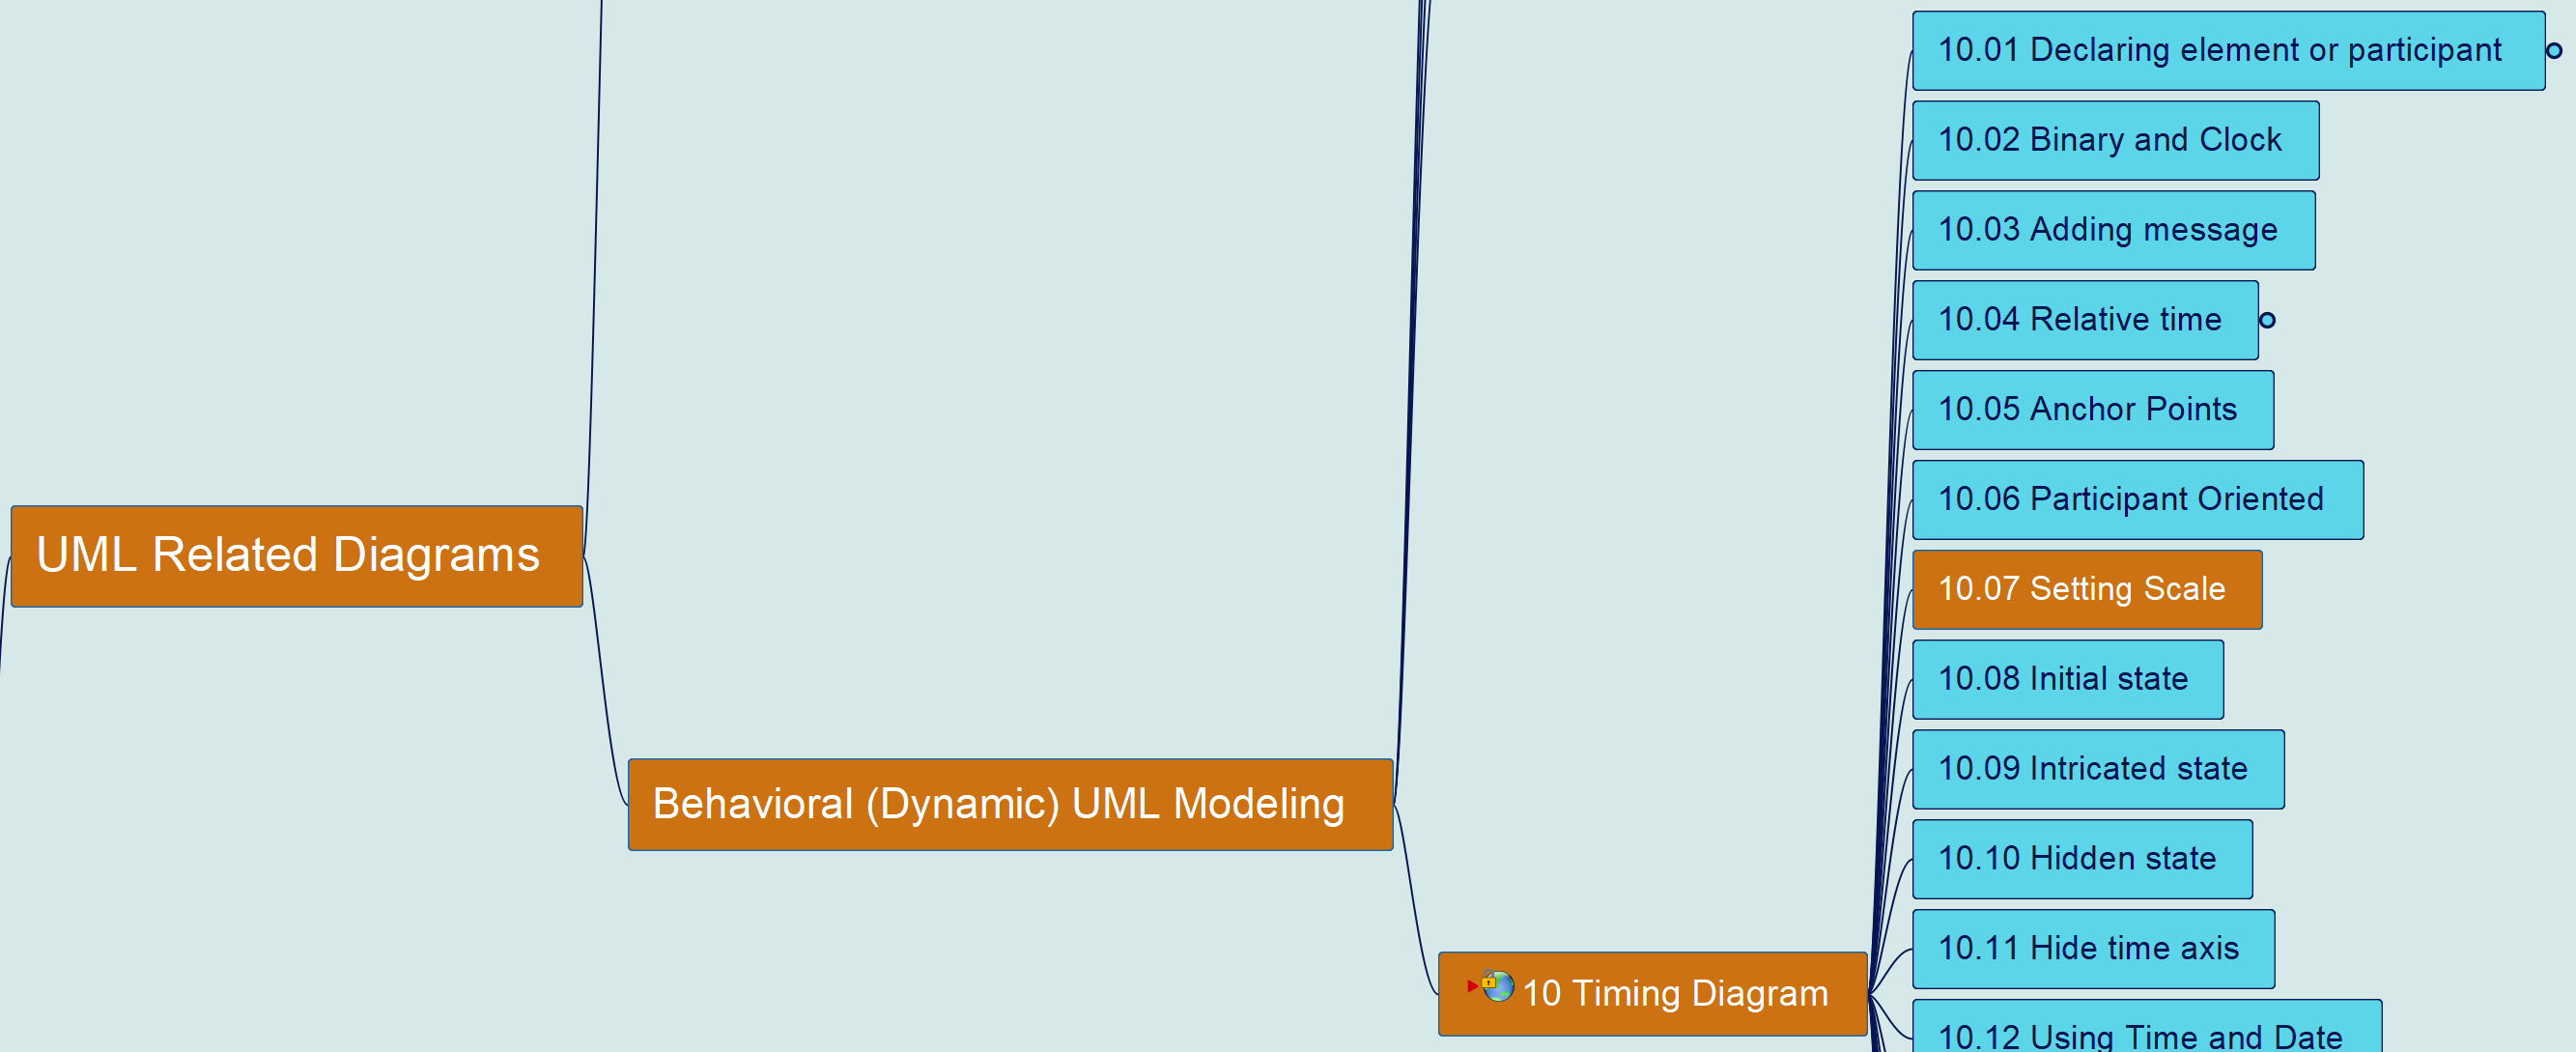 UML Related Diagrams
Behavioral (Dynamic) UML Modeling
10 Timing Diagram
10.01 Declaring element or participant
10.02 Binary and Clock
10.03 Adding message
10.04 Relative time
10.05 Anchor Points
10.06 Participant Oriented
10.07 Setting Scale
10.08 Initial state
10.09 Intricated state
10.10 Hidden state
10.11 Hide time axis
10.12 Using Time and Date